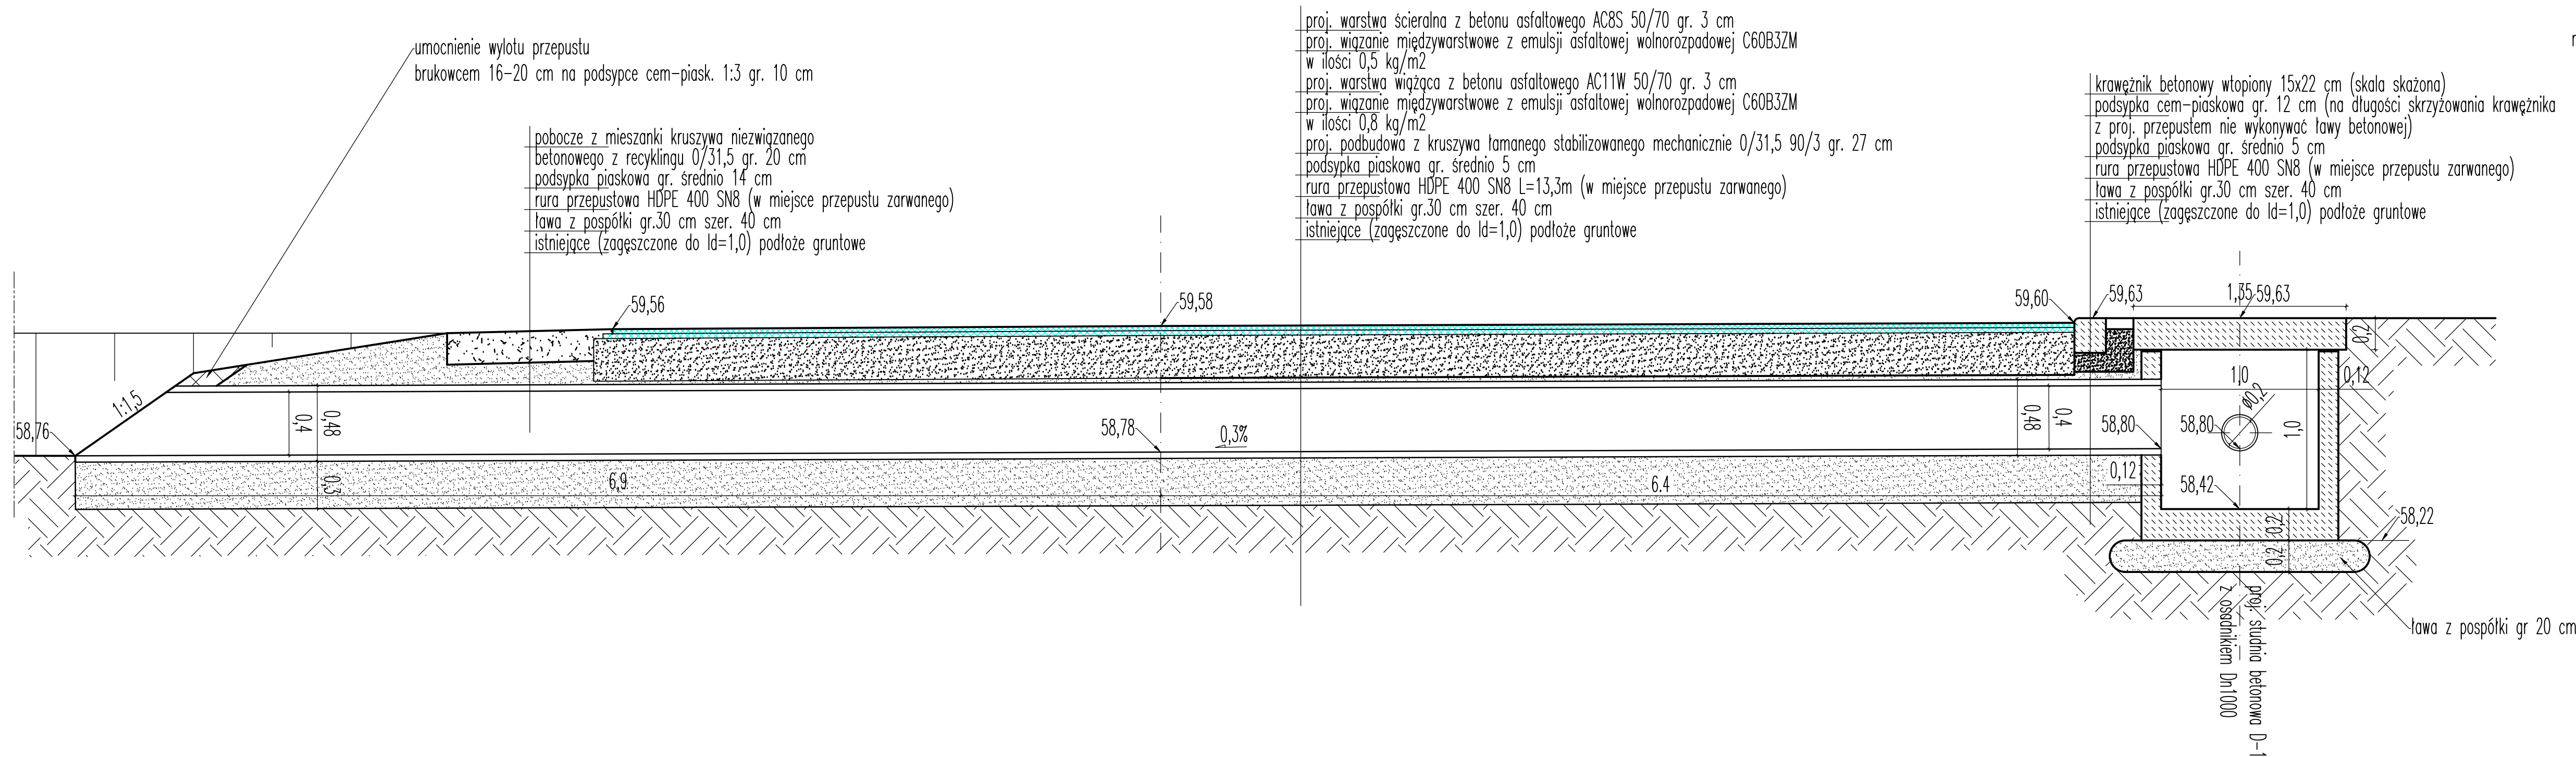 umocnienie wylotu przepustu
brukowcem 16-20 cm na podsypce cem-piask. 1:3 gr. 10 cm
pobocze z mieszanki kruszywa niezwiązanego
betonowego z recyklingu 0/31,5 gr. 20 cm
podsypka piaskowa gr. średnio 14 cm
rura przepustowa HDPE 400 SN8 (w miejsce przepustu zarwanego)
ława z pospółki gr.30 cm szer. 40 cm
istniejące (zagęszczone do Id=1,0) podłoże gruntowe
proj. warstwa ścieralna z betonu asfaltowego AC8S 50/70 gr. 3 cm
proj. wiązanie międzywarstwowe z emulsji asfaltowej wolnorozpadowej C60B3ZM
w ilości 0,5 kg/m2
proj. warstwa wiążąca z betonu asfaltowego AC11W 50/70 gr. 3 cm
proj. wiązanie międzywarstwowe z emulsji asfaltowej wolnorozpadowej C60B3ZM
w ilości 0,8 kg/m2
proj. podbudowa z kruszywa łamanego stabilizowanego mechanicznie 0/31,5 90/3 gr. 27 cm
podsypka piaskowa gr. średnio 5 cm
rura przepustowa HDPE 400 SN8 L=13,3m (w miejsce przepustu zarwanego)
ława z pospółki gr.30 cm szer. 40 cm
istniejące (zagęszczone do Id=1,0) podłoże gruntowe
krawężnik betonowy wtopiony 15x22 cm (skala skażona)
podsypka cem-piaskowa gr. 12 cm (na długości skrzyżowania krawężnika
z proj. przepustem nie wykonywać ławy betonowej)
podsypka piaskowa gr. średnio 5 cm
rura przepustowa HDPE 400 SN8 (w miejsce przepustu zarwanego)
ława z pospółki gr.30 cm szer. 40 cm
istniejące (zagęszczone do Id=1,0) podłoże gruntowe
59,56
59,58
59,60
59,63
1,35
59,63
0,2
1:1,5
58,76
0,4
0,48
0,3
6,9
58,78
0,3%
6.4
0,48
0,4
58,80
0,12
1,0
0,12
ø0,2
58,80
1,0
58,42
0,2
0,2
58,22
ława z pospółki gr 20 cm
proj. studnia betonowa D-1
z osadnikiem Dn1000